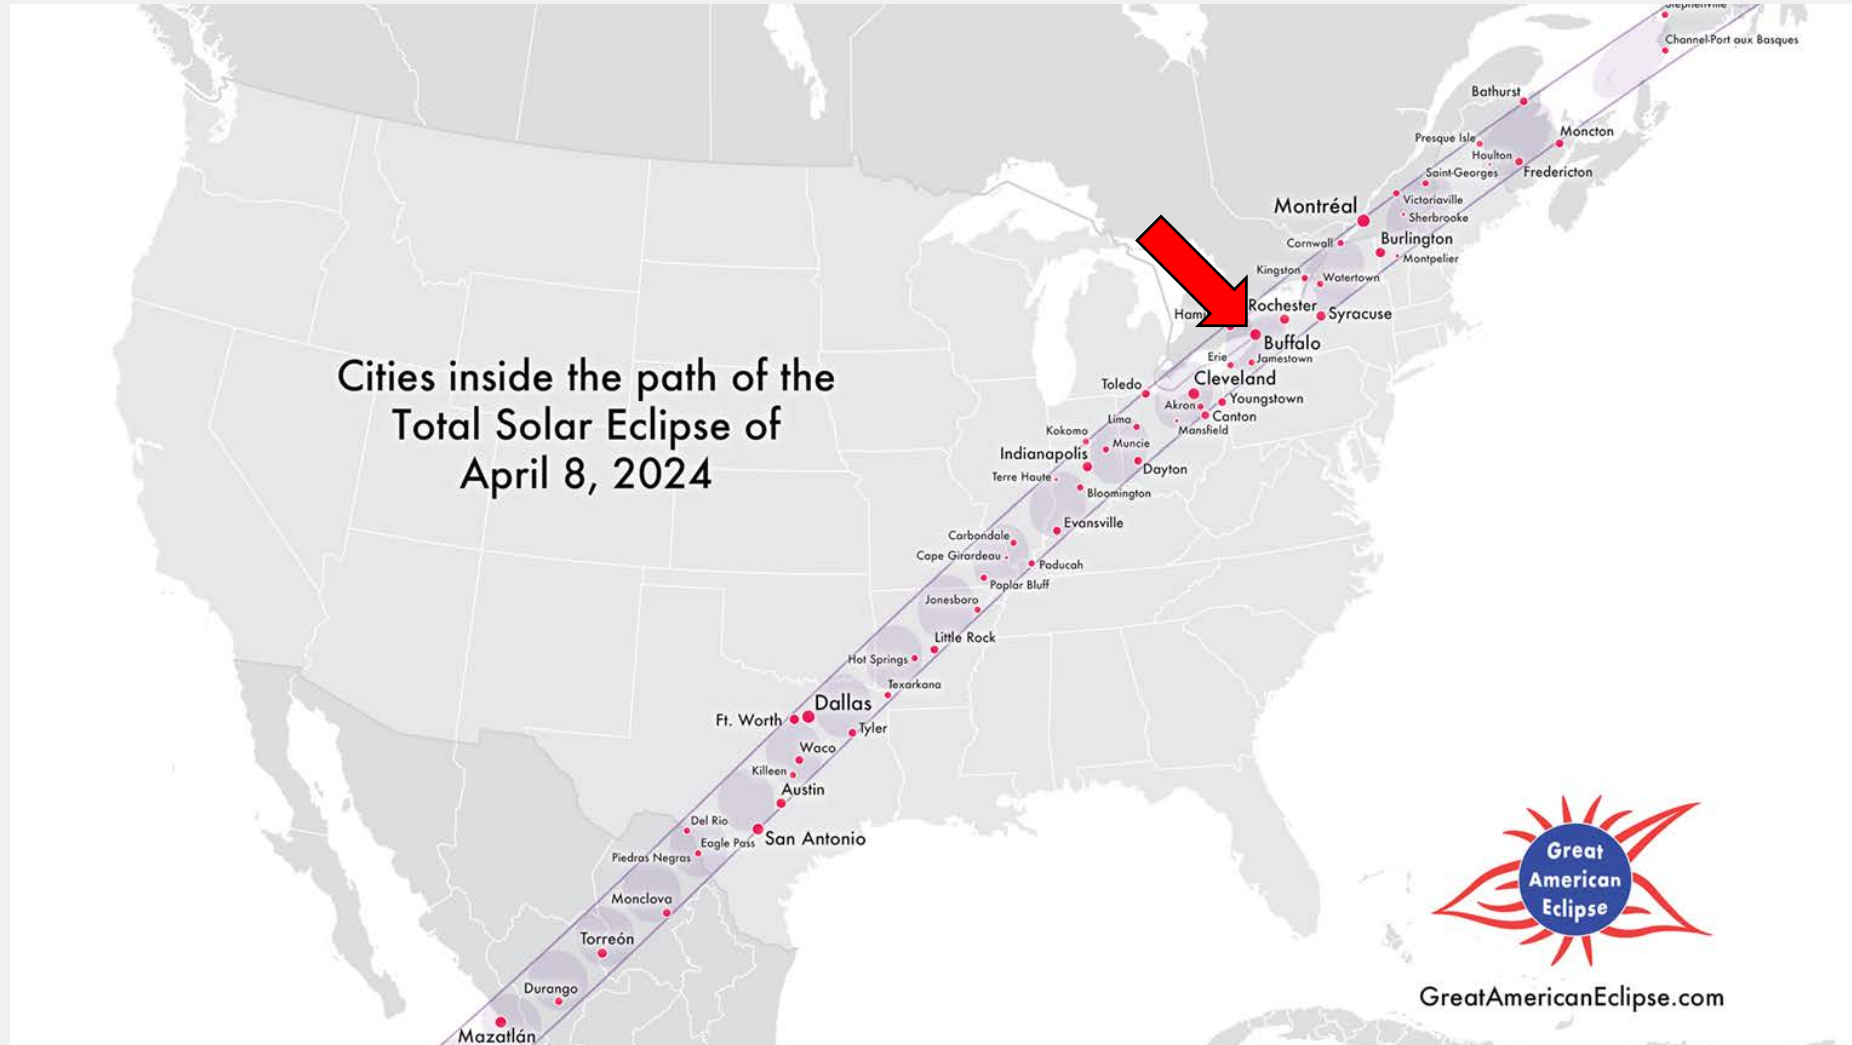 Stephenville
Channel-Port aux Basques
Bathurst
Presque Isle
Moncton
Houlton
Saint-Georges
Fredericton
Montréal
Victoriaville
Sherbrooke
Cornwall
Burlington
Montpelier
Kingston
Watertown
Rochester
Syracuse
Buffalo
Erie
Jamestown
Cleveland
Toledo
Akron
Youngstown
Canton
Lima
Mansfield
Kokomo
Muncie
Indianapolis
Dayton
Terre Haute
Bloomington
Evansville
Carbondale
Cape Girardeau
Paducah
Poplar Bluff
Jonesboro
Little Rock
Hot Springs
Texarkana
Dallas
Ft. Worth
Tyler
Waco
Killeen
Austin
Del Rio
Eagle Pass
San Antonio
Piedras Negras
Monclova
Torreón
Durango
Mazatlán
Cities inside the path of the
Total Solar Eclipse of
April 8, 2024
Great
American
Eclipse
GreatAmericanEclipse.com